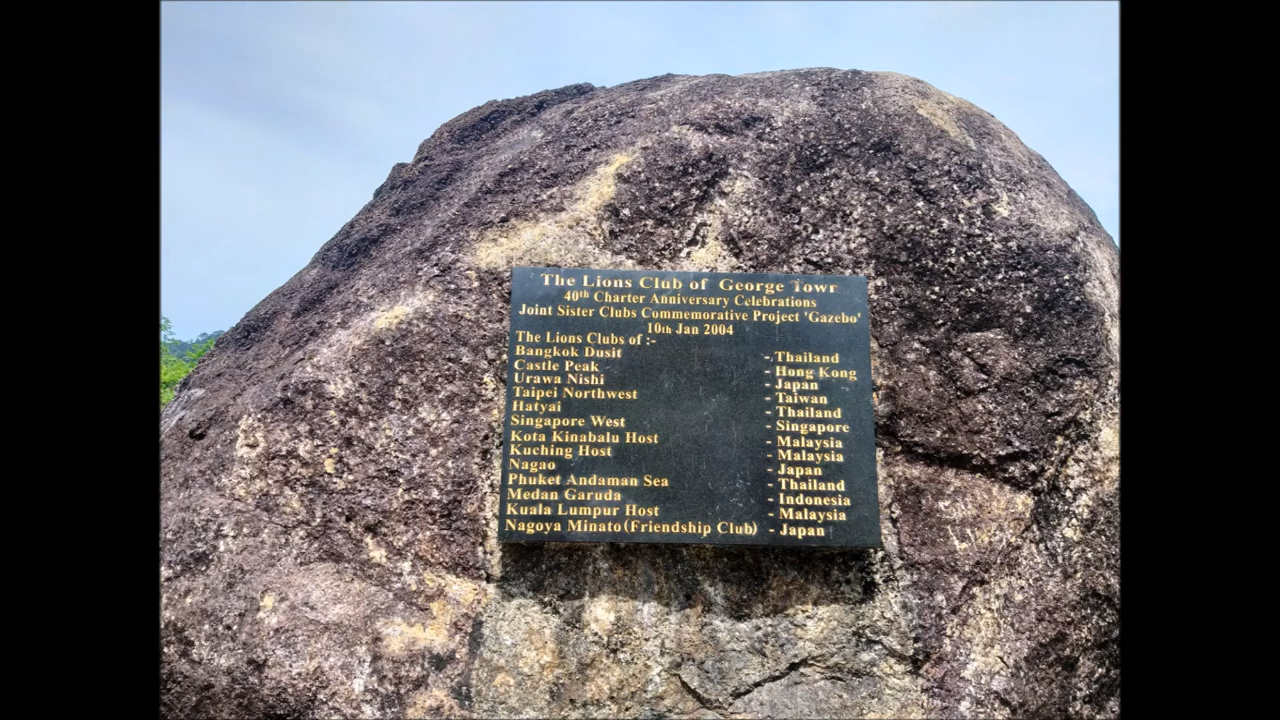 The Lions Club of George Towr
40th Charter Anniversary Celebrations
Joint Sister Clubs Commemorative Project 'Gazebo'
10th Jan 2004
The Lions Clubs of :-
Bangkok Dusit - Thailand
Castle Peak - Hong Kong
Urawa Nishi - Japan
Taipei Northwest - Taiwan
Hatyai - Thailand
Singapore West - Singapore
Kota Kinabalu Host - Malaysia
Kuching Host - Malaysia
Nagao - Japan
Phuket Andaman Sea - Thailand
Medan Garuda - Indonesia
Kuala Lumpur Host - Malaysia
Nagoya Minato(Friendship Club) - Japan